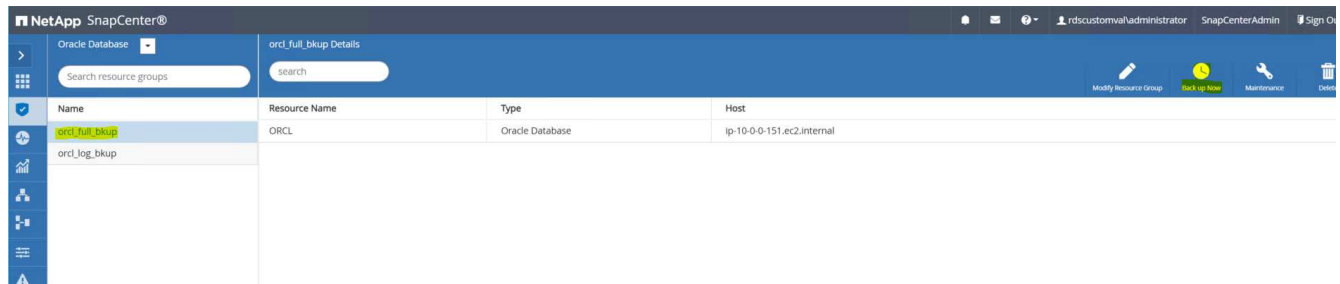 NetApp SnapCenter®
rdscustomval\administrator SnapCenterAdmin Sign Ou
Oracle Database
orcl_full_bkup Details
Search resource groups
search
Modify Resource Group Back up Now Maintenance Delete
Name
Resource Name Type Host
orcl_full_bkup
ORCL Oracle Database ip-10-0-0-151.ec2.internal
orcl_log_bkup